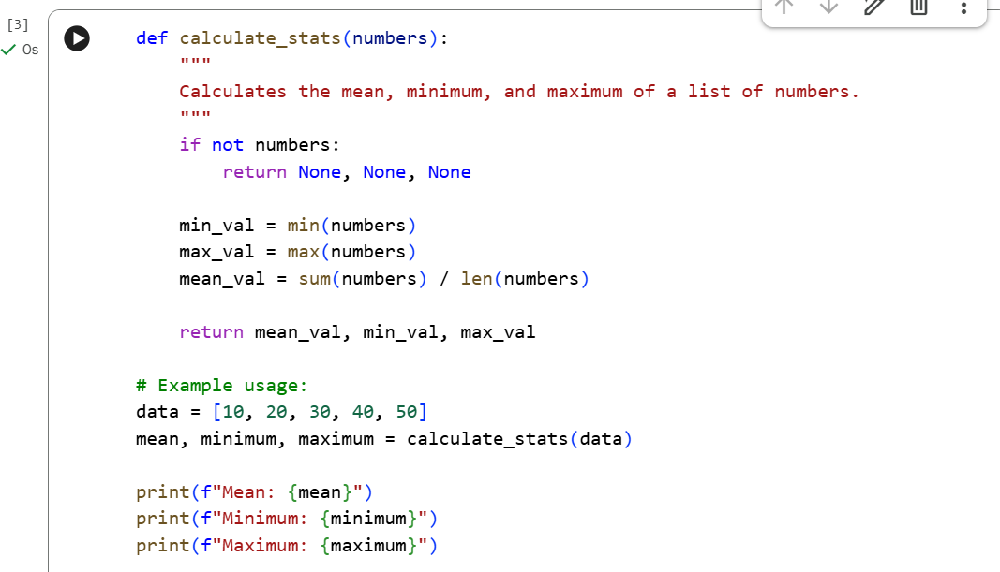 [3]
0s
def calculate_stats(numbers):
    """
    Calculates the mean, minimum, and maximum of a list of numbers.
    """
    if not numbers:
        return None, None, None

    min_val = min(numbers)
    max_val = max(numbers)
    mean_val = sum(numbers) / len(numbers)

    return mean_val, min_val, max_val

# Example usage:
data = [10, 20, 30, 40, 50]
mean, minimum, maximum = calculate_stats(data)

print(f"Mean: {mean}")
print(f"Minimum: {minimum}")
print(f"Maximum: {maximum}")